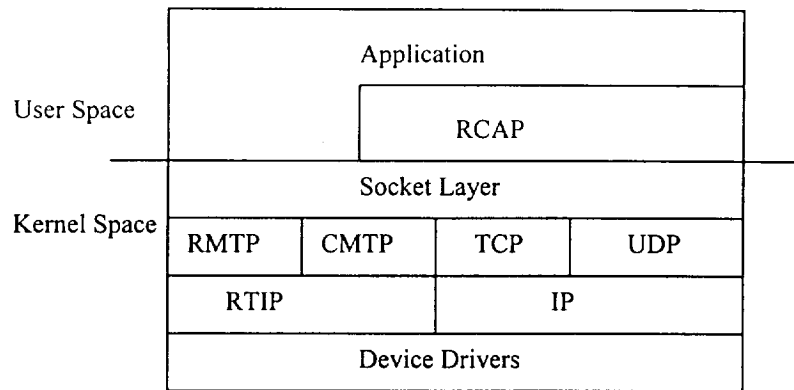 Application
User Space
RCAP
Socket Layer
Kernel Space
RMTP CMTP TCP UDP
RTIP IP
Device Drivers